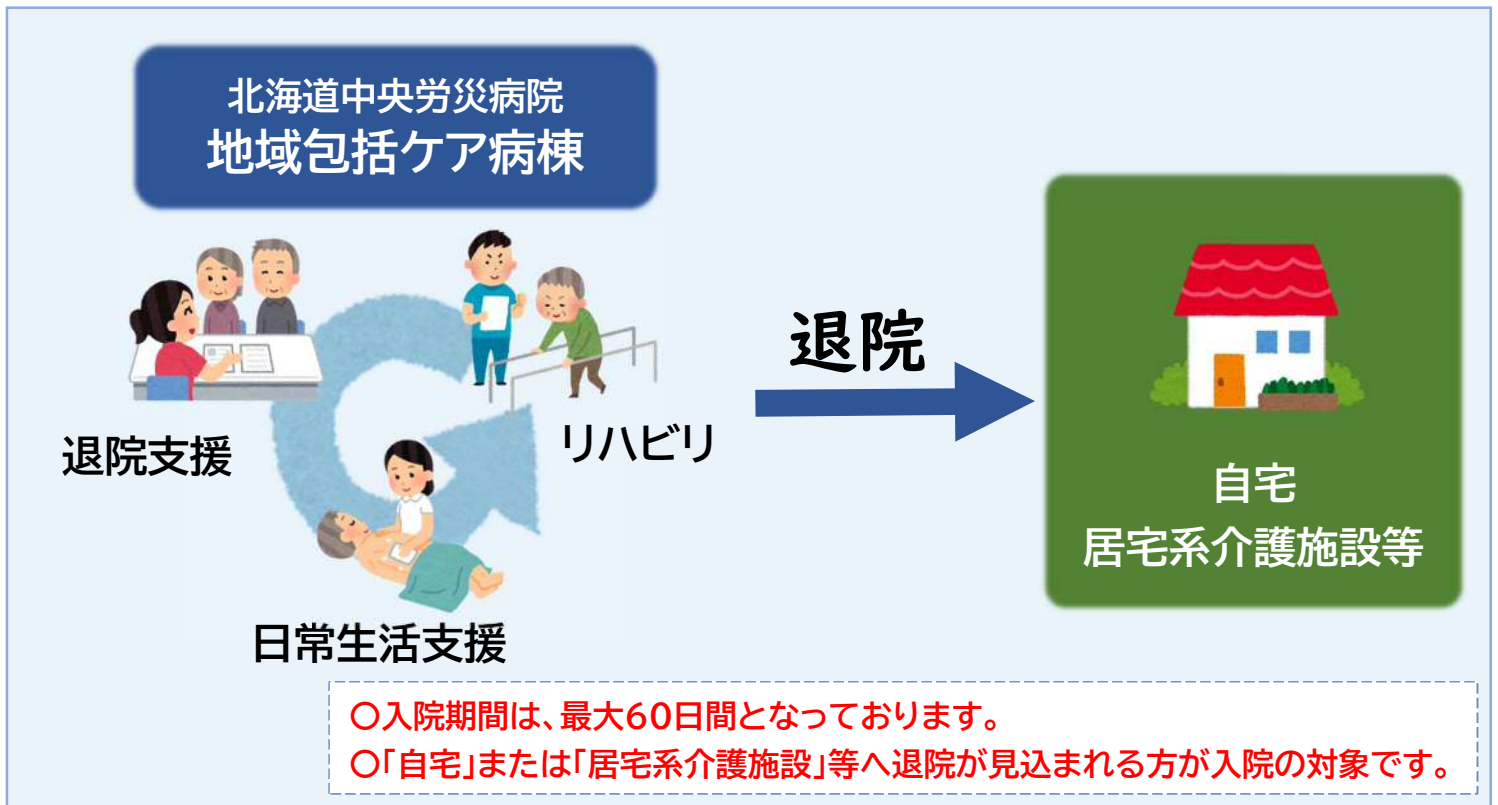 北海道中央労災病院
地域包括ケア病棟
退院支援
リハビリ
日常生活支援
退院
自宅
居宅系介護施設等
○入院期間は、最大60日間となっております。
○「自宅」または「居宅系介護施設」等へ退院が見込まれる方が入院の対象です。